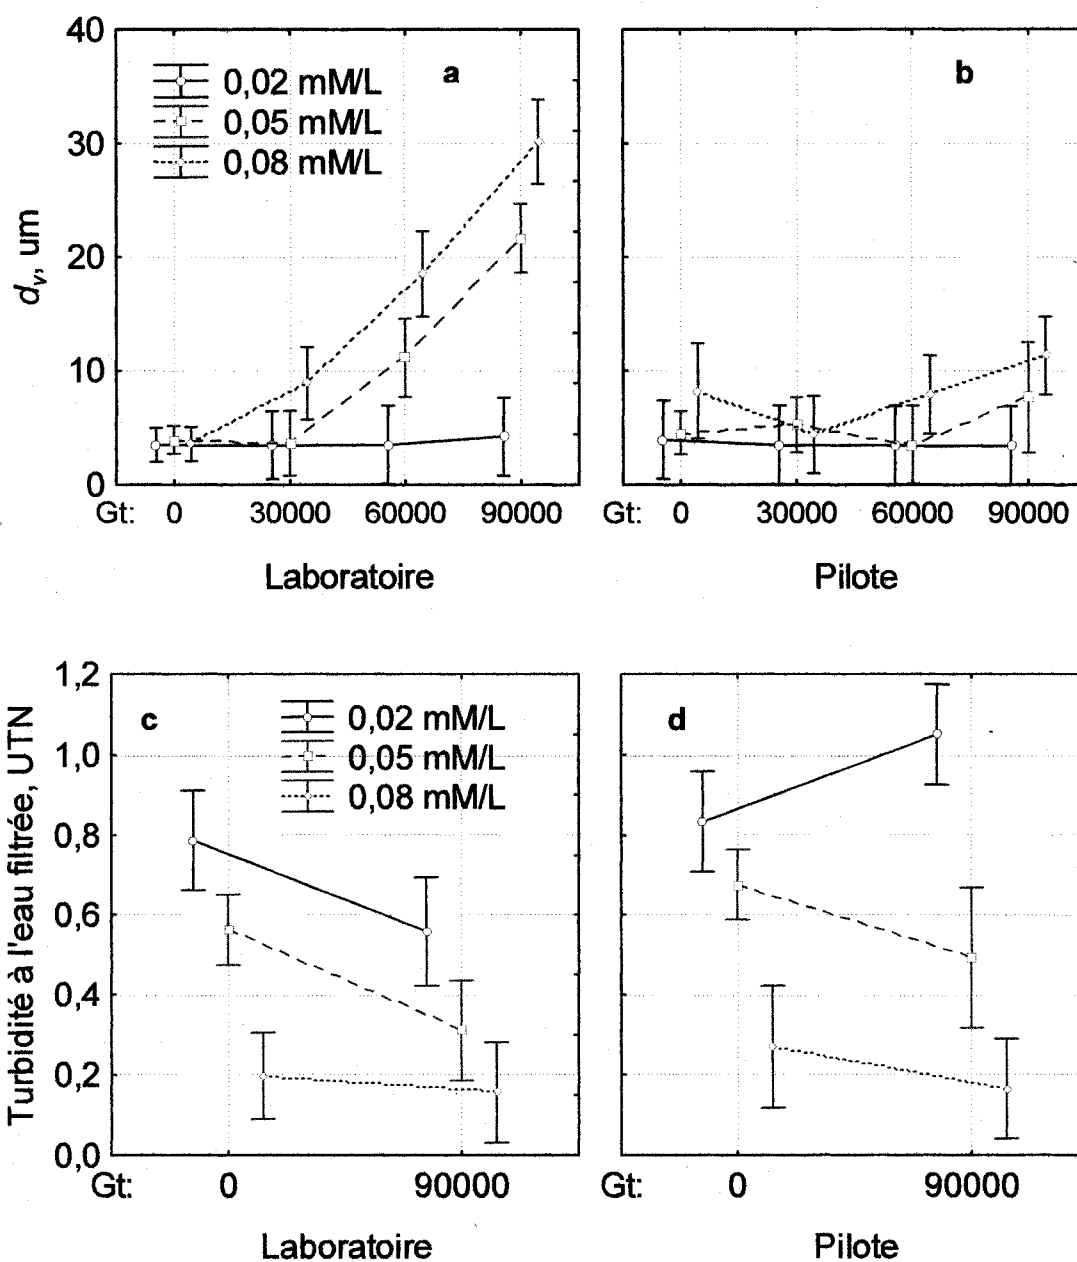 40
30
20
10
0
d_v, um
a
0,02 mM/L
0,05 mM/L
0,08 mM/L
Gt: 0 30000 60000 90000
Laboratoire
b
Gt: 0 30000 60000 90000
Pilote
1,2
1,0
0,8
0,6
0,4
0,2
0,0
Turbidité à l'eau filtrée, UTN
c
0,02 mM/L
0,05 mM/L
0,08 mM/L
Gt: 0 90000
Laboratoire
d
Gt: 0 90000
Pilote